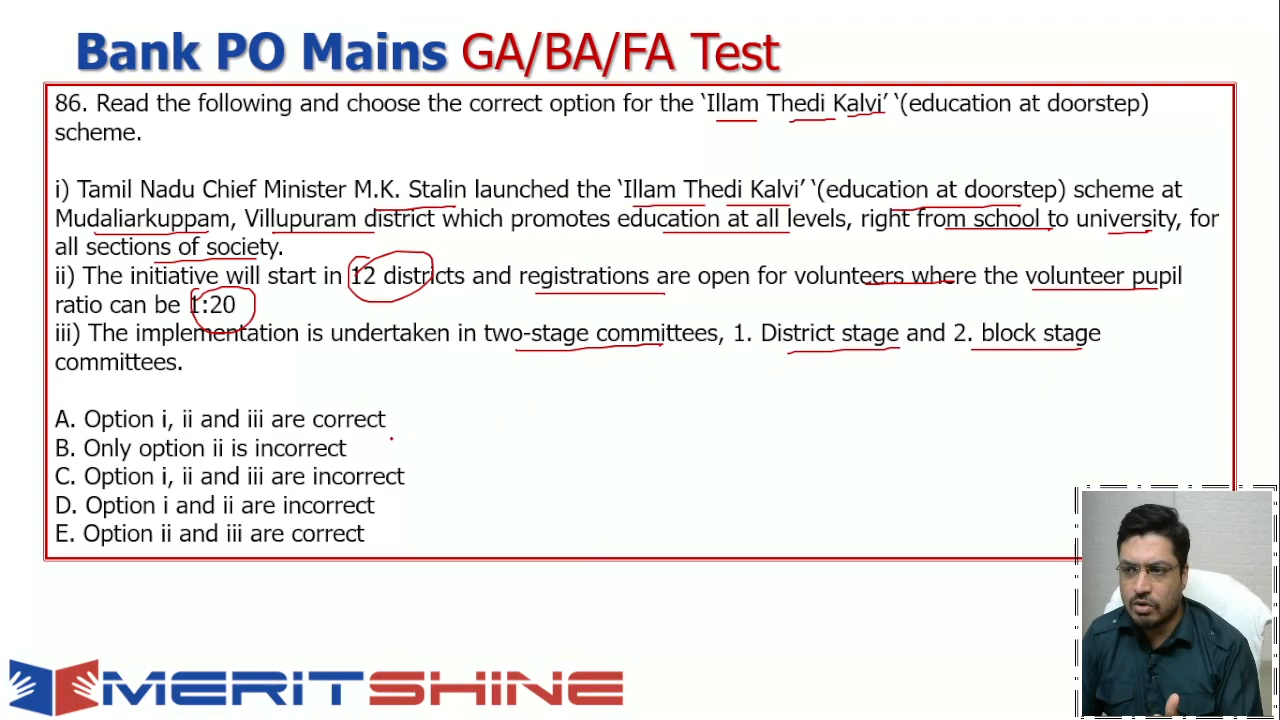 Bank PO Mains GA/BA/FA Test
86. Read the following and choose the correct option for the ‘Illam Thedi Kalvi’ ‘(education at doorstep)
scheme.
i) Tamil Nadu Chief Minister M.K. Stalin launched the ‘Illam Thedi Kalvi’ ‘(education at doorstep) scheme at
Mudaliarkuppam, Villupuram district which promotes education at all levels, right from school to university, for
all sections of society.
ii) The initiative will start in 12 districts and registrations are open for volunteers where the volunteer pupil
ratio can be 1:20
iii) The implementation is undertaken in two-stage committees, 1. District stage and 2. block stage
committees.
A. Option i, ii and iii are correct
B. Only option ii is incorrect
C. Option i, ii and iii are incorrect
D. Option i and ii are incorrect
E. Option ii and iii are correct
MERITSHINE